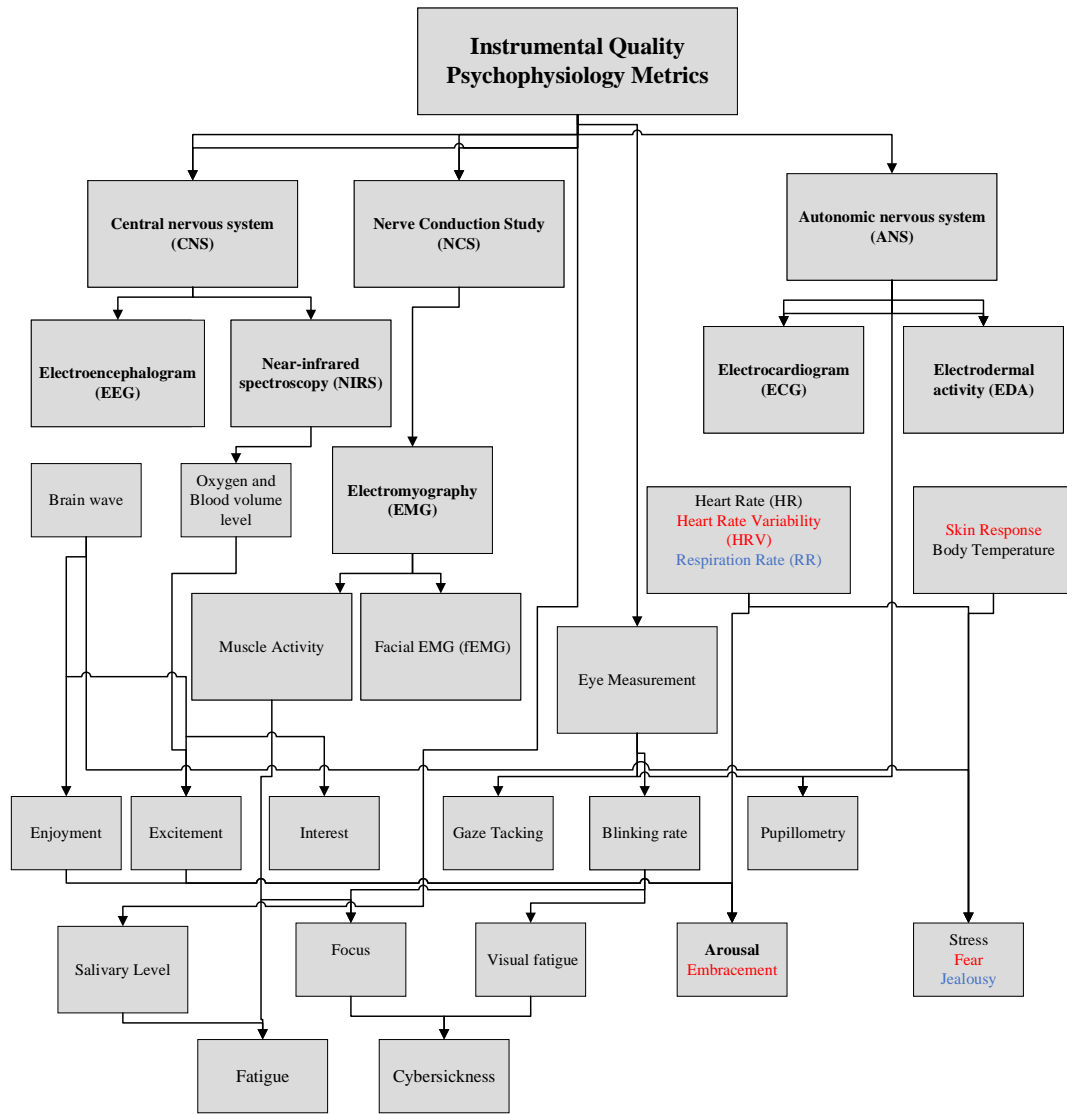 Instrumental Quality
Psychophysiology Metrics
Central nervous system
(CNS)
Nerve Conduction Study
(NCS)
Autonomic nervous system
(ANS)
Electroencephalogram
(EEG)
Near-infrared
spectroscopy (NIRS)
Electrocardiogram
(ECG)
Electrodermal
activity (EDA)
Brain wave
Oxygen and
Blood volume
level
Electromyography
(EMG)
Heart Rate (HR)
Heart Rate Variability
(HRV)
Respiration Rate (RR)
Skin Response
Body Temperature
Muscle Activity
Facial EMG (fEMG)
Eye Measurement
Enjoyment
Excitement
Interest
Gaze Tacking
Blinking rate
Pupillometry
Salivary Level
Focus
Visual fatigue
Arousal
Embracement
Stress
Fear
Jealousy
Fatigue
Cybersickness